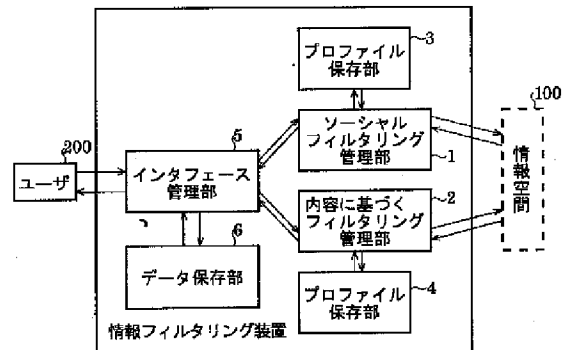 3
プロファイル
保存部
100
ソーシャル
フィルタリング
管理部
1
200
ユーザ
5
インタフェース
管理部
情報空間
内容に基づく
フィルタリング
管理部
2
6
データ保存部
プロファイル
保存部
4
情報フィルタリング装置